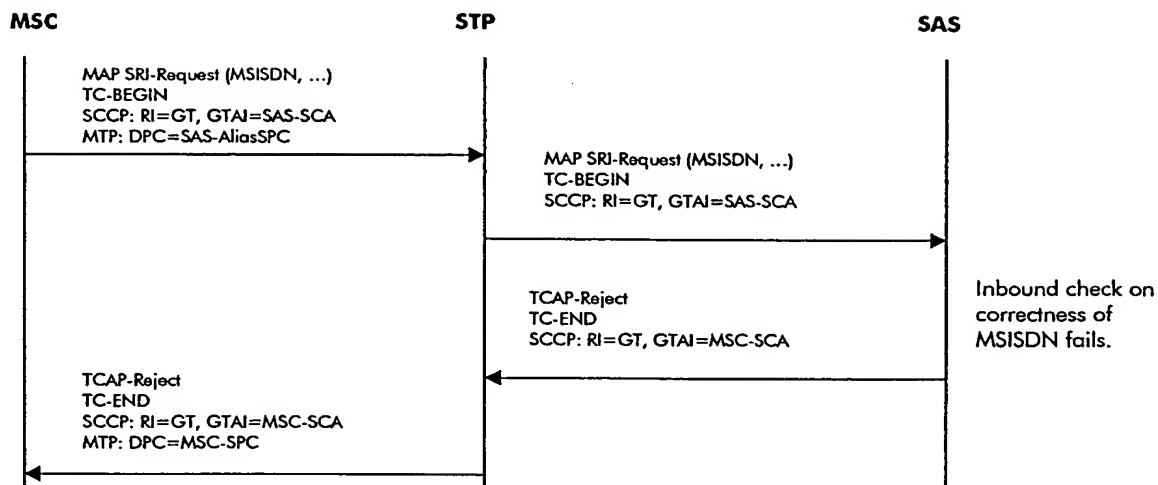 MSC
STP
SAS
MAP SRI-Request (MSISDN, ...)
TC-BEGIN
SCCP: RI=GT, GTAI=SAS-SCA
MTP: DPC=SAS-AliasSPC
MAP SRI-Request (MSISDN, ...)
TC-BEGIN
SCCP: RI=GT, GTAI=SAS-SCA
Inbound check on
correctness of
MSISDN fails.
TCAP-Reject
TC-END
SCCP: RI=GT, GTAI=MSC-SCA
TCAP-Reject
TC-END
SCCP: RI=GT, GTAI=MSC-SCA
MTP: DPC=MSC-SPC